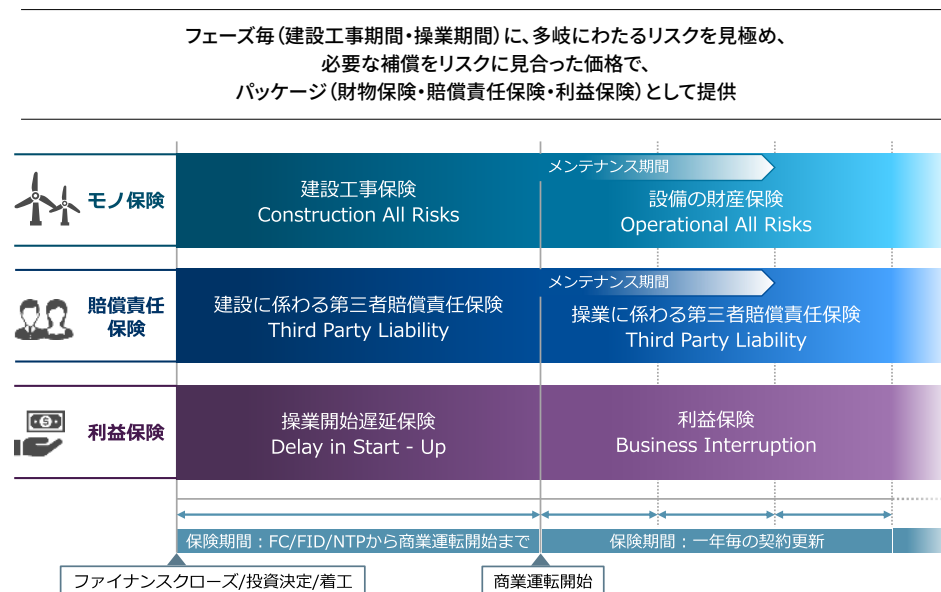 フェーズ毎（建設工事期間・操業期間）に、多岐にわたるリスクを見極め、
必要な補償をリスクに見合った価格で、
パッケージ（財物保険・賠償責任保険・利益保険）として提供
モノ保険
建設工事保険
Construction All Risks
メンテナンス期間
設備の財産保険
Operational All Risks
賠償責任
保険
建設に係わる第三者賠償責任保険
Third Party Liability
メンテナンス期間
操業に係わる第三者賠償責任保険
Third Party Liability
利益保険
操業開始遅延保険
Delay in Start - Up
利益保険
Business Interruption
保険期間：FC/FID/NTPから商業運転開始まで
保険期間：一年毎の契約更新
ファイナンスクローズ/投資決定/着工
商業運転開始